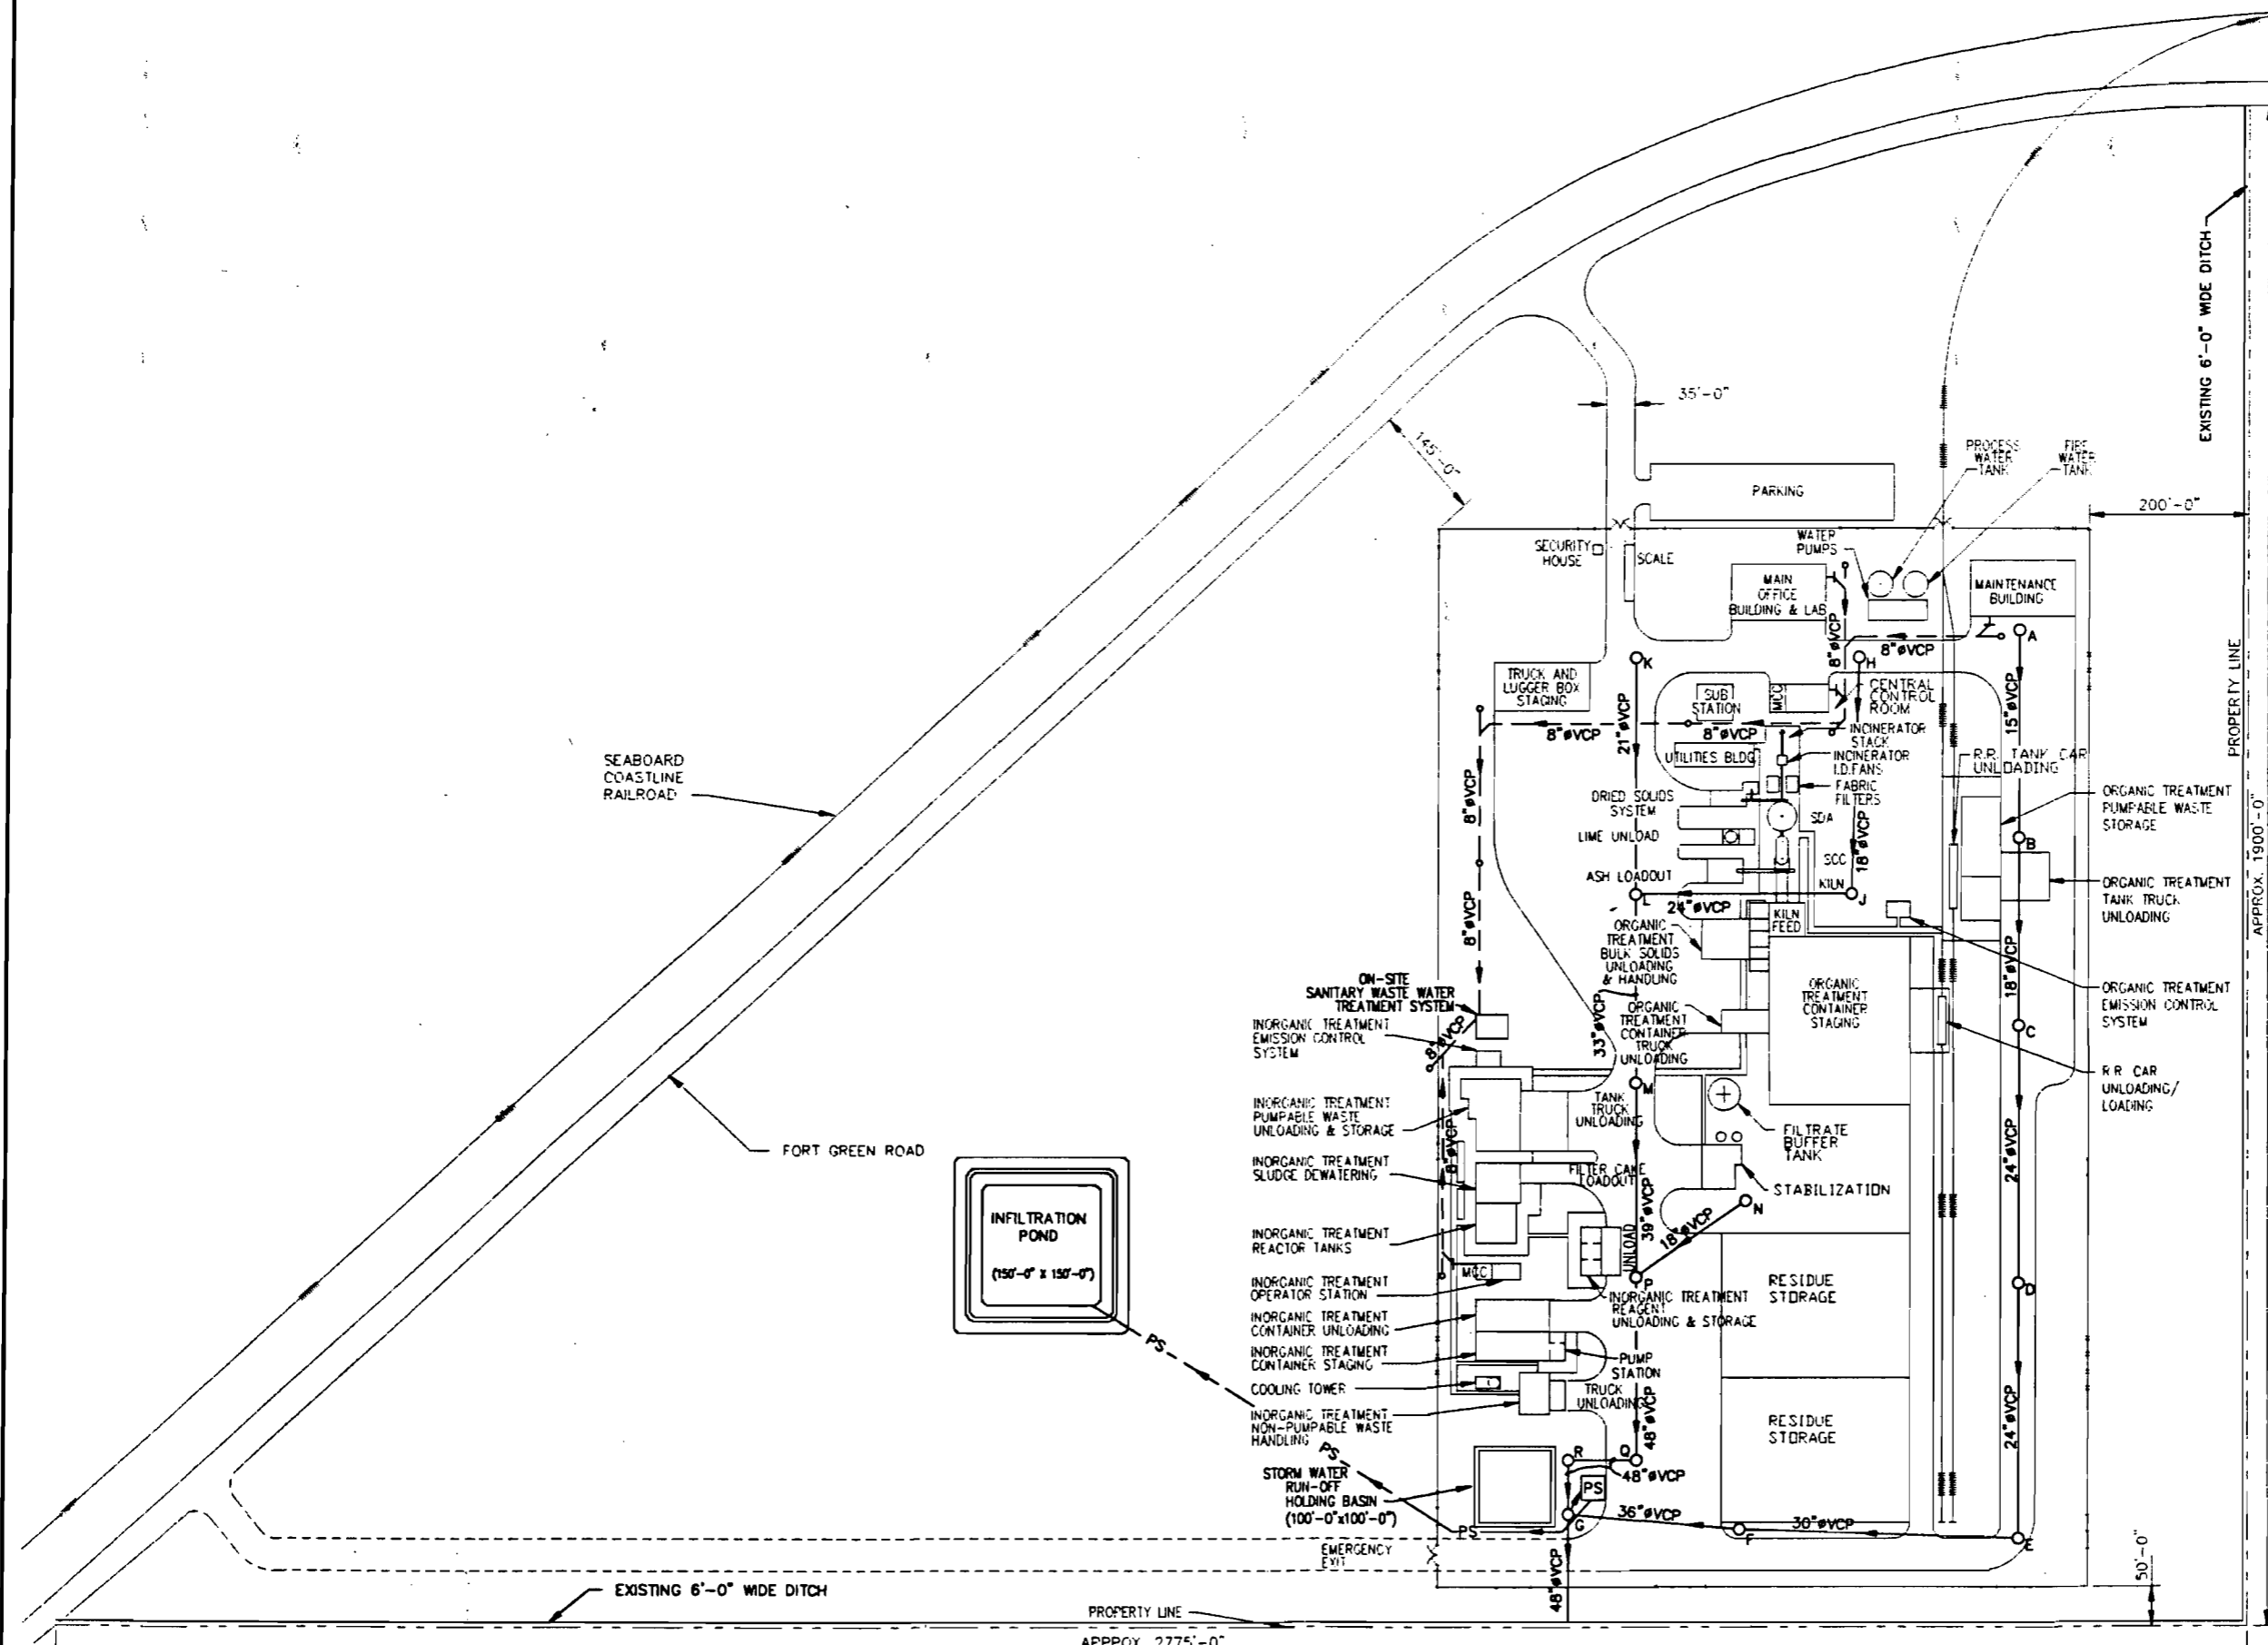 EXISTING 6'-0" WIDE DITCH
35'-0"
145'-0"
PARKING
PROCESS
WATER
TANK
FIRE
WATER
TANK
200'-0"
SECURITY
HOUSE
SCALE
WATER
PUMPS
MAIN
OFFICE
BUILDING & LAB
MAINTENANCE
BUILDING
A
8"øVCP
8"øVCP
H
K
TRUCK AND
LUGGER BOX
STAGING
SUB
STATION
MCC
CENTRAL
CONTROL
ROOM
15"øVCP
PROPERTY LINE
8"øVCP
21"øVCP
8"øVCP
INCINERATOR
STACK
UTILITIES BLDG
INCINERATOR
I.D.FANS
R.R. TANK CAR
UNLOADING
SEABOARD
COASTLINE
RAILROAD
FABRIC
FILTERS
DRIED SOLIDS
SYSTEM
SDA
ORGANIC TREATMENT
PUMPABLE WASTE
STORAGE
APPROX. 1900'-0"
8"øVCP
LIME UNLOAD
18"øVCP
B
SCC
ASH LOADOUT
KILN
ORGANIC TREATMENT
TANK TRUCK
UNLOADING
L
24"øVCP
J
8"øVCP
KILN
FEED
ORGANIC
TREATMENT
BULK SOLIDS
UNLOADING
& HANDLING
18"øVCP
ON-SITE
SANITARY WASTE WATER
TREATMENT SYSTEM
ORGANIC
TREATMENT
CONTAINER
STAGING
ORGANIC TREATMENT
EMISSION CONTROL
SYSTEM
INORGANIC TREATMENT
EMISSION CONTROL
SYSTEM
8"øVCP
33"øVCP
ORGANIC
TREATMENT
CONTAINER
TRUCK
UNLOADING
C
R.R. CAR
UNLOADING/
LOADING
M
INORGANIC TREATMENT
PUMPABLE WASTE
UNLOADING & STORAGE
TANK
TRUCK
UNLOADING
FORT GREEN ROAD
8"øVCP
FILTRATE
BUFFER
TANK
24"øVCP
INORGANIC TREATMENT
SLUDGE DEWATERING
FILTER CAKE
LOADOUT
STABILIZATION
N
INFILTRATION
POND
(150'-0" X 150'-0")
INORGANIC TREATMENT
REACTOR TANKS
UNLOAD
39"øVCP
18"øVCP
INORGANIC TREATMENT
OPERATOR STATION
MCC
P
RESIDUE
STORAGE
D
INORGANIC TREATMENT
REAGENT
UNLOADING & STORAGE
INORGANIC TREATMENT
CONTAINER UNLOADING
PS
INORGANIC TREATMENT
CONTAINER STAGING
PUMP
STATION
COOLING TOWER
TRUCK
UNLOADING
INORGANIC TREATMENT
NON-PUMPABLE WASTE
HANDLING
48"øVCP
RESIDUE
STORAGE
24"øVCP
PS
R
Q
STORM WATER
RUN-OFF
HOLDING BASIN
(100'-0"x100'-0")
48"øVCP
PS
PS
G
36"øVCP
F
30"øVCP
E
EMERGENCY
EXIT
48"øVCP
50'-0"
EXISTING 6'-0" WIDE DITCH
PROPERTY LINE
APPROX. 2775'-0"